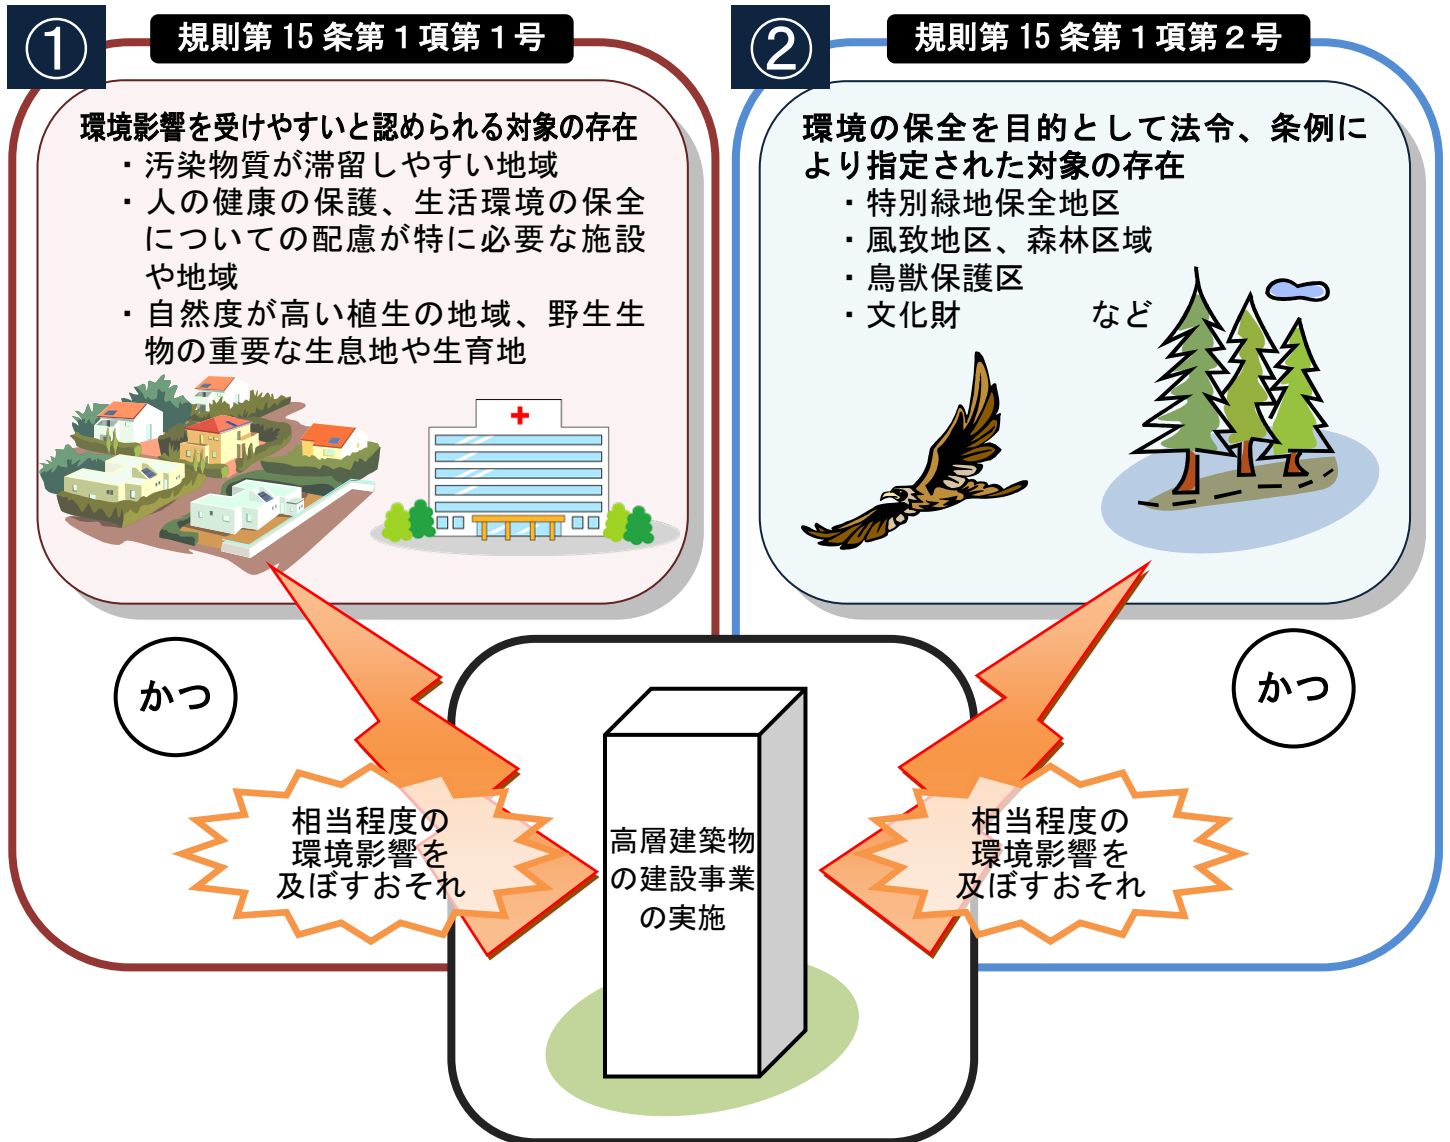 ①
規則第15条第1項第1号
環境影響を受けやすいと認められる対象の存在
・汚染物質が滞留しやすい地域
・人の健康の保護、生活環境の保全
についての配慮が特に必要な施設
や地域
・自然度が高い植生の地域、野生生
物の重要な生息地や生育地
かつ
相当程度の
環境影響を
及ぼすおそれ
②
規則第15条第1項第2号
環境の保全を目的として法令、条例に
より指定された対象の存在
・特別緑地保全地区
・風致地区、森林区域
・鳥獣保護区
・文化財 など
かつ
相当程度の
環境影響を
及ぼすおそれ
高層建築物
の建設事業
の実施